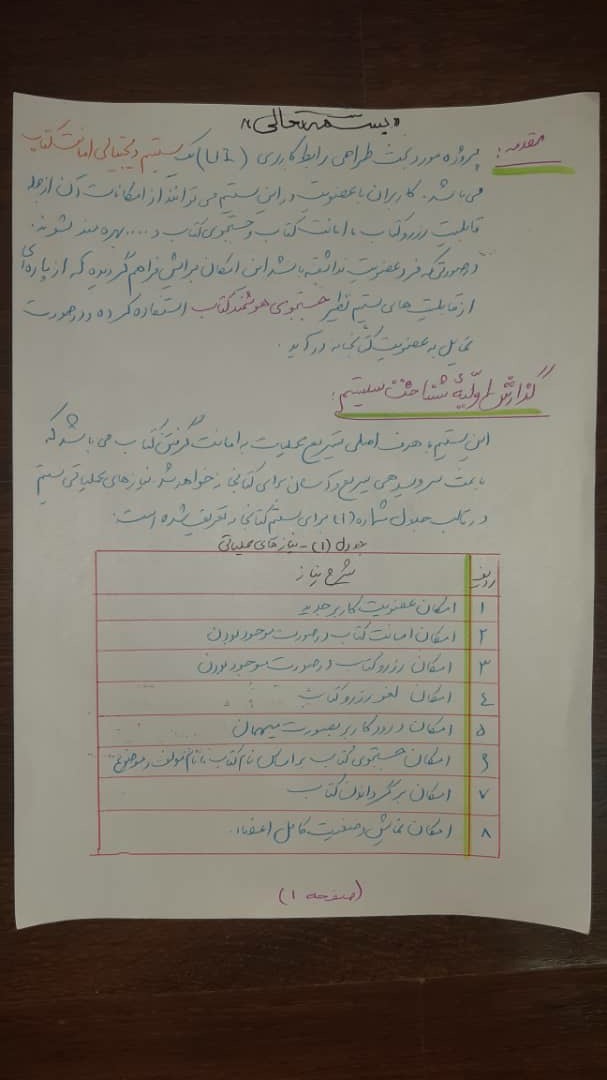 «بسمه تعالی»
مقدمه:
پروژه مورد بحث طراحی رابط کاربری (UI) یک سیستم دیجیتالی امانت کتاب
می باشد. کاربران با عضویت در این سیستم می توانند از امکانات آن از جمله
قابلیت رزرو کتاب، امانت کتاب و جستجوی کتاب و .... بهره مند شوند.
در صورتی که فرد عضویت نداشته باشد این امکان برایش فراهم گردیده که از پاره ای
از قابلیت های سیستم نظیر جستجوی هوشمند کتاب استفاده کرده و در صورت
تمایل به عضویت کتابخانه درآید.
گزارش اولیهٔ شناخت سیستم:
این سیستم با هدف اصلی تسریع عملیات به امانت گرفتن کتاب می باشد که
باعث سرویسدهی سریع و آسان برای کتابخانه خواهد شد. نیازهای عملیاتی سیستم
در قالب جدول شماره (۱) برای سیستم کتابخانه تعریف شده است.
جدول (۱) - نیازهای عملیاتی
ردیف شرح نیاز
۱ امکان عضویت کاربر جدید
۲ امکان امانت کتاب در صورت موجود بودن
۳ امکان رزرو کتاب در صورت موجود بودن
۴ امکان لغو رزرو کتاب
۵ امکان ورود کاربر بصورت میهمان
۶ امکان جستجوی کتاب بر اساس نام کتاب، نام مولف و موضوع
۷ امکان برگرداندن کتاب
۸ امکان نمایش وضعیت کامل اعضاء.
(صفحه ۱)